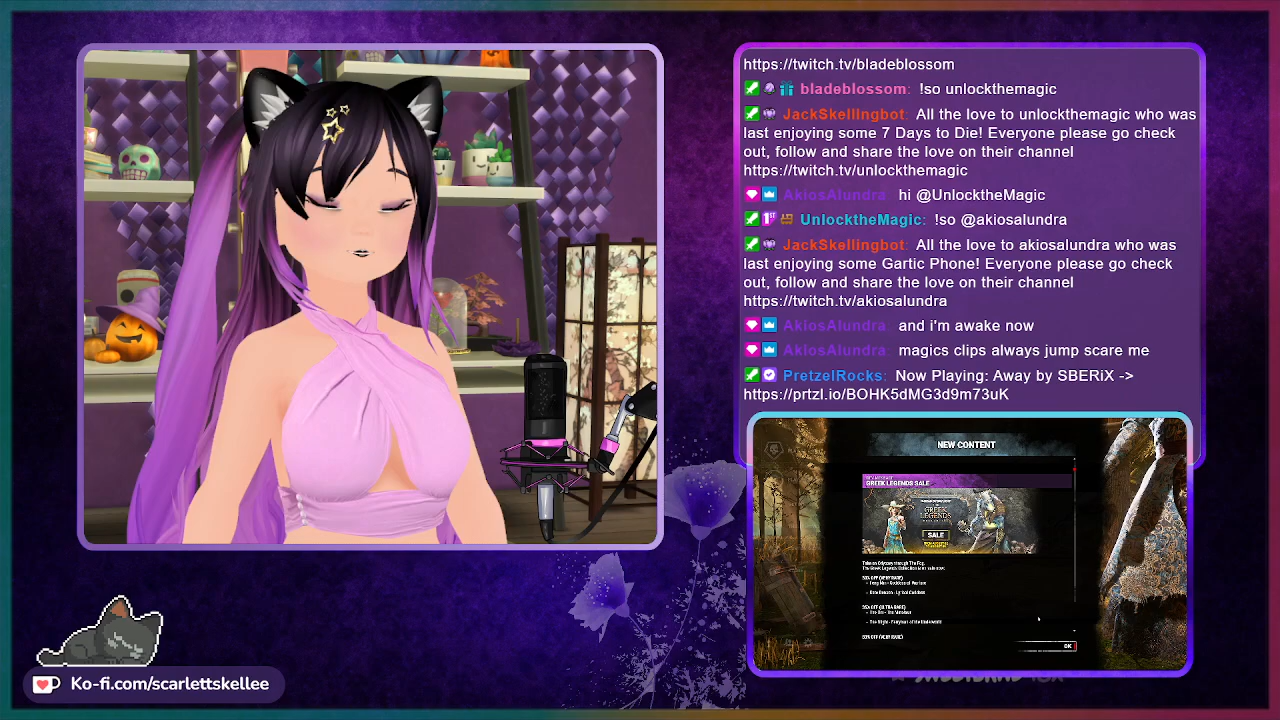 https://twitch.tv/bladeblossom
bladeblossom: !so unlockthemagic
JackSkellingbot: All the love to unlockthemagic who was
last enjoying some 7 Days to Die! Everyone please go check
out, follow and share the love on their channel
https://twitch.tv/unlockthemagic
AkiosAlundra: hi @UnlocktheMagic
1ST UnlocktheMagic: !so @akiosalundra
JackSkellingbot: All the love to akiosalundra who was
last enjoying some Gartic Phone! Everyone please go check
out, follow and share the love on their channel
https://twitch.tv/akiosalundra
AkiosAlundra: and i'm awake now
AkiosAlundra: magics clips always jump scare me
PretzelRocks: Now Playing: Away by SBERiX ->
https://prtzl.io/BOHK5dMG3d9m73uK
NEW CONTENT
GREEK LEGENDS SALE
GREEK
LEGENDS
SALE
OK
Ko-fi.com/scarlettskellee